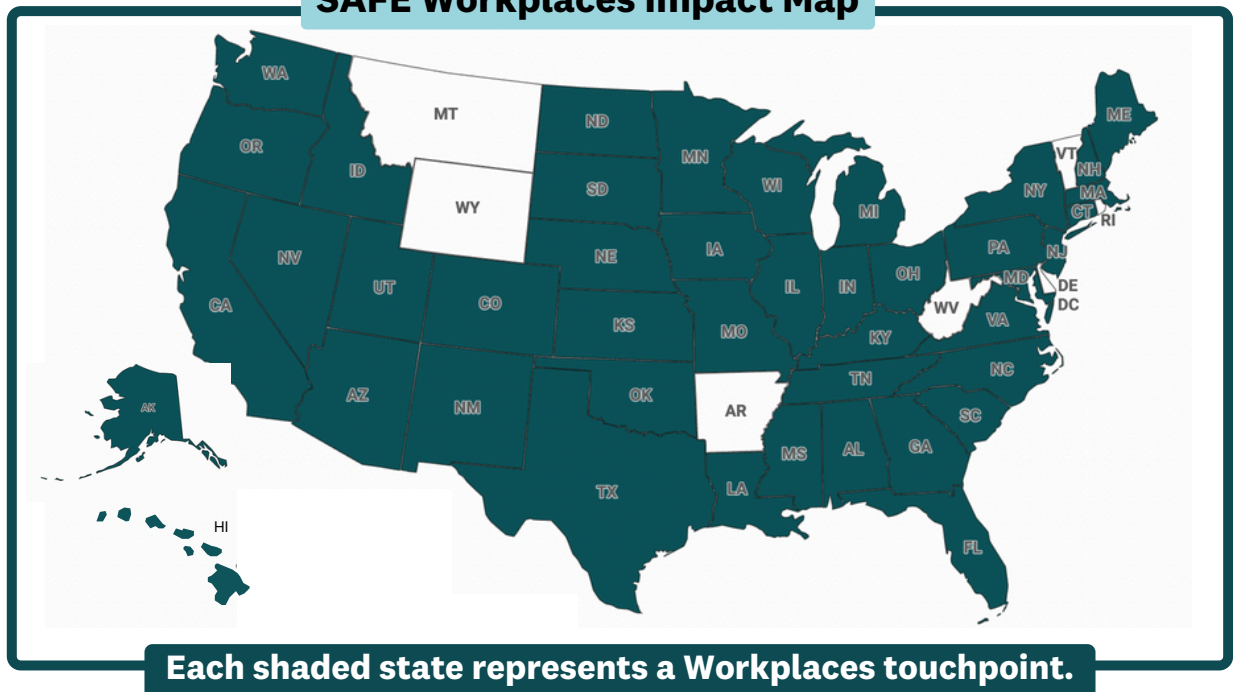 SAFE Workplaces Impact Map
WA
MT
ND
MN
ME
OR
ID
SD
WI
VT
NH
WY
MI
NY
MA
CT
RI
NV
NE
IA
PA
NJ
UT
CO
IL
IN
OH
MD
DE
DC
CA
KS
MO
WV
VA
KY
AZ
NM
OK
TN
NC
AK
AR
SC
MS
AL
GA
TX
LA
HI
FL
Each shaded state represents a Workplaces touchpoint.